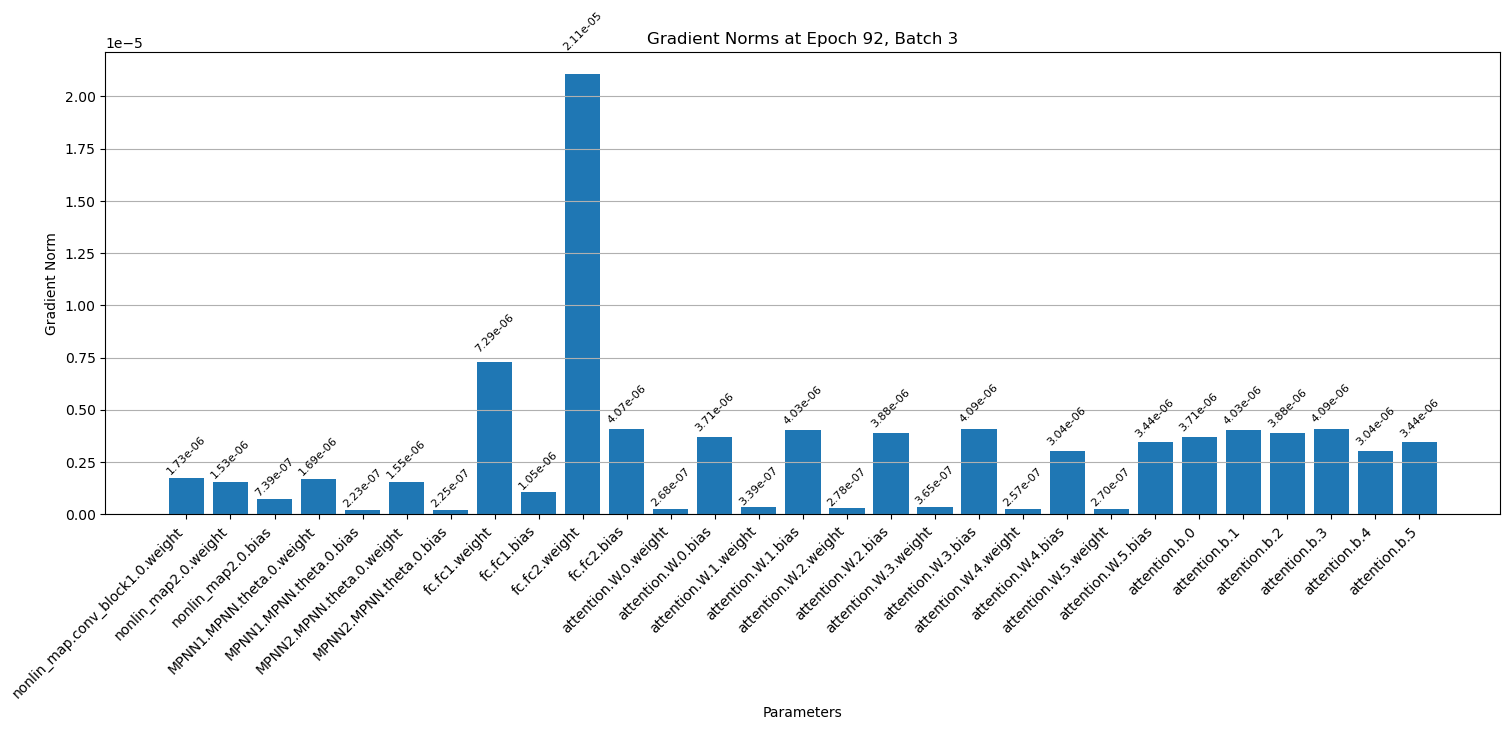 Gradient Norms at Epoch 92, Batch 3
1e−5
2.00
1.75
1.50
1.25
1.00
0.75
0.50
0.25
0.00
Gradient Norm
1.73e-06
1.53e-06
7.39e-07
1.69e-06
2.23e-07
1.55e-06
2.25e-07
7.29e-06
1.05e-06
2.11e-05
4.07e-06
2.68e-07
3.71e-06
3.39e-07
4.03e-06
2.78e-07
3.88e-06
3.65e-07
4.09e-06
2.57e-07
3.04e-06
2.70e-07
3.44e-06
3.71e-06
4.03e-06
3.88e-06
4.09e-06
3.04e-06
3.44e-06
nonlin_map.conv_block1.0.weight
nonlin_map2.0.weight
nonlin_map2.0.bias
MPNN1.MPNN.theta.0.weight
MPNN1.MPNN.theta.0.bias
MPNN2.MPNN.theta.0.weight
MPNN2.MPNN.theta.0.bias
fc.fc1.weight
fc.fc1.bias
fc.fc2.weight
fc.fc2.bias
attention.W.0.weight
attention.W.0.bias
attention.W.1.weight
attention.W.1.bias
attention.W.2.weight
attention.W.2.bias
attention.W.3.weight
attention.W.3.bias
attention.W.4.weight
attention.W.4.bias
attention.W.5.weight
attention.W.5.bias
attention.b.0
attention.b.1
attention.b.2
attention.b.3
attention.b.4
attention.b.5
Parameters